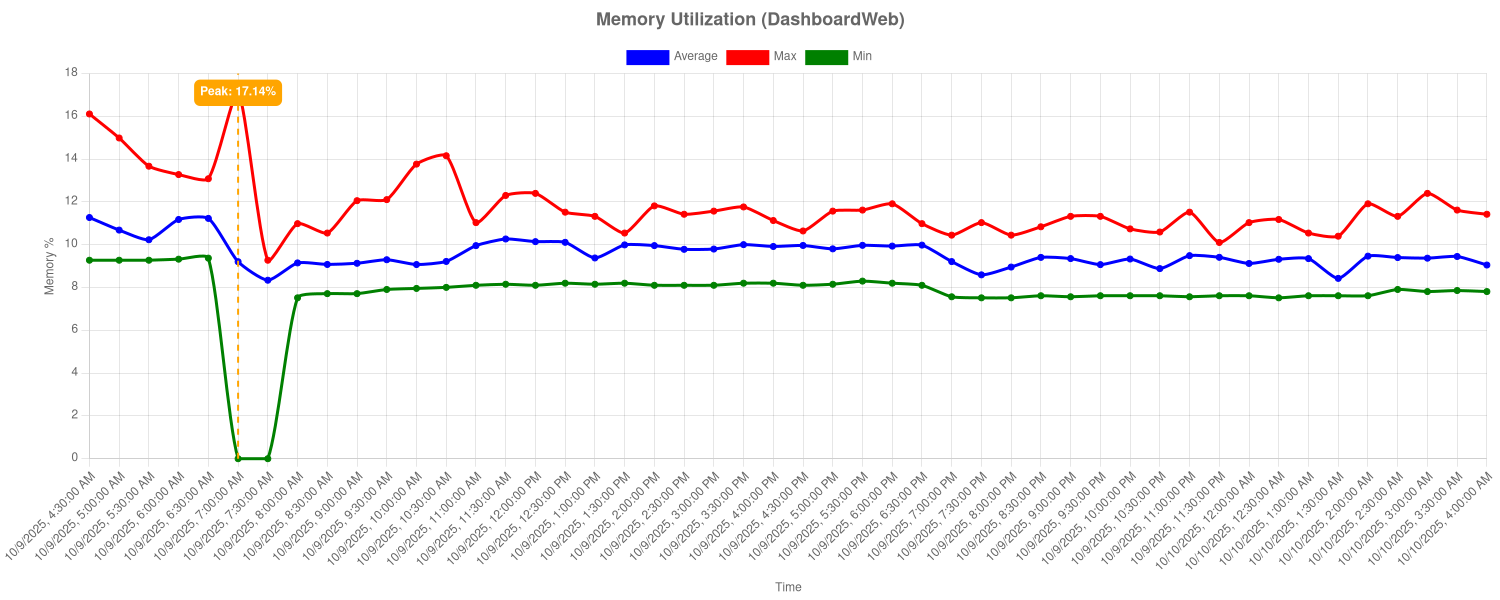 Memory Utilization (DashboardWeb)
Average Max Min
Peak: 17.14%
Memory %
18
16
14
12
10
8
6
4
2
0
10/9/2025, 4:30:00 AM
10/9/2025, 5:00:00 AM
10/9/2025, 5:30:00 AM
10/9/2025, 6:00:00 AM
10/9/2025, 6:30:00 AM
10/9/2025, 7:00:00 AM
10/9/2025, 7:30:00 AM
10/9/2025, 8:00:00 AM
10/9/2025, 8:30:00 AM
10/9/2025, 9:00:00 AM
10/9/2025, 9:30:00 AM
10/9/2025, 10:00:00 AM
10/9/2025, 10:30:00 AM
10/9/2025, 11:00:00 AM
10/9/2025, 11:30:00 AM
10/9/2025, 12:00:00 PM
10/9/2025, 12:30:00 PM
10/9/2025, 1:00:00 PM
10/9/2025, 1:30:00 PM
10/9/2025, 2:00:00 PM
10/9/2025, 2:30:00 PM
10/9/2025, 3:00:00 PM
10/9/2025, 3:30:00 PM
10/9/2025, 4:00:00 PM
10/9/2025, 4:30:00 PM
10/9/2025, 5:00:00 PM
10/9/2025, 5:30:00 PM
10/9/2025, 6:00:00 PM
10/9/2025, 6:30:00 PM
10/9/2025, 7:00:00 PM
10/9/2025, 7:30:00 PM
10/9/2025, 8:00:00 PM
10/9/2025, 8:30:00 PM
10/9/2025, 9:00:00 PM
10/9/2025, 9:30:00 PM
10/9/2025, 10:00:00 PM
10/9/2025, 10:30:00 PM
10/9/2025, 11:00:00 PM
10/9/2025, 11:30:00 PM
10/10/2025, 12:00:00 AM
10/10/2025, 12:30:00 AM
10/10/2025, 1:00:00 AM
10/10/2025, 1:30:00 AM
10/10/2025, 2:00:00 AM
10/10/2025, 2:30:00 AM
10/10/2025, 3:00:00 AM
10/10/2025, 3:30:00 AM
10/10/2025, 4:00:00 AM
Time